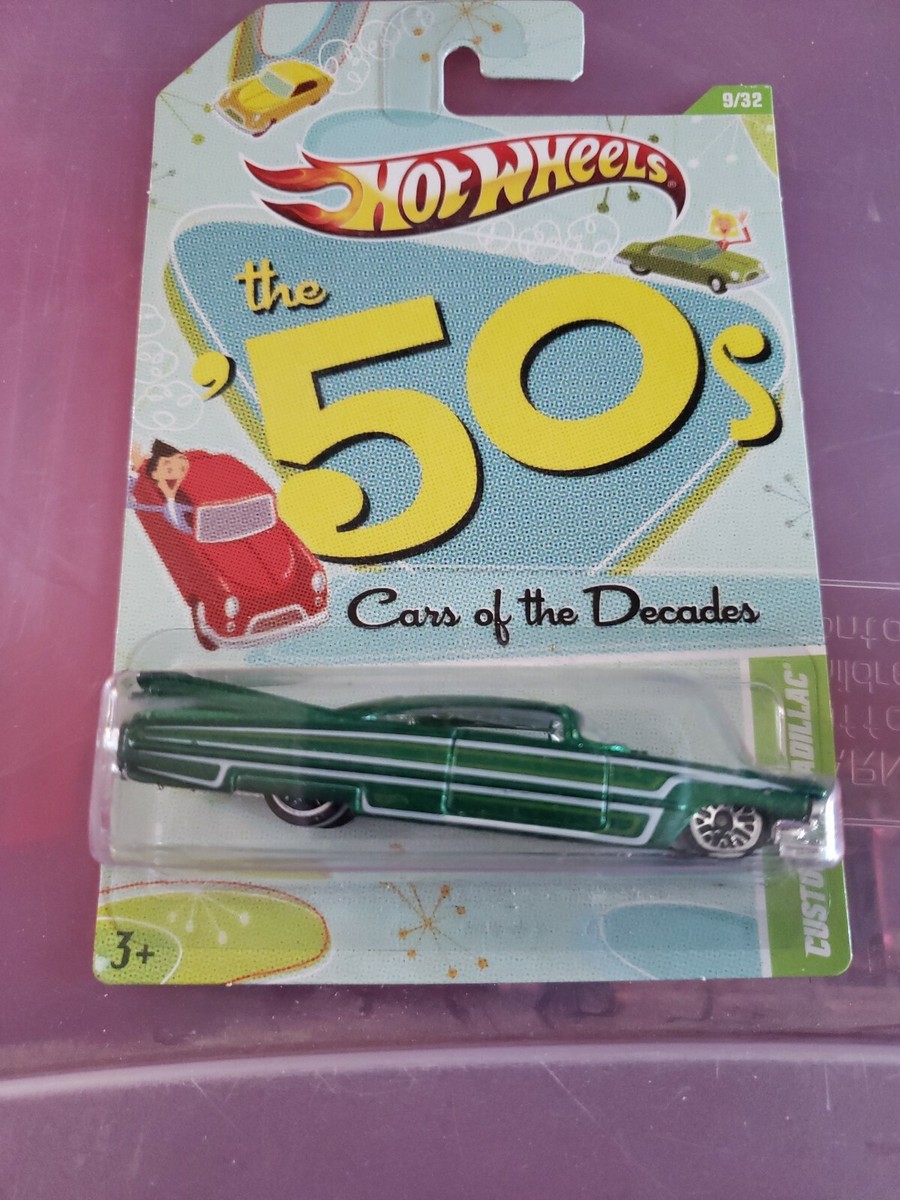 9/32
HOT WHEELS®
the
'50s
Cars of the Decades
3+